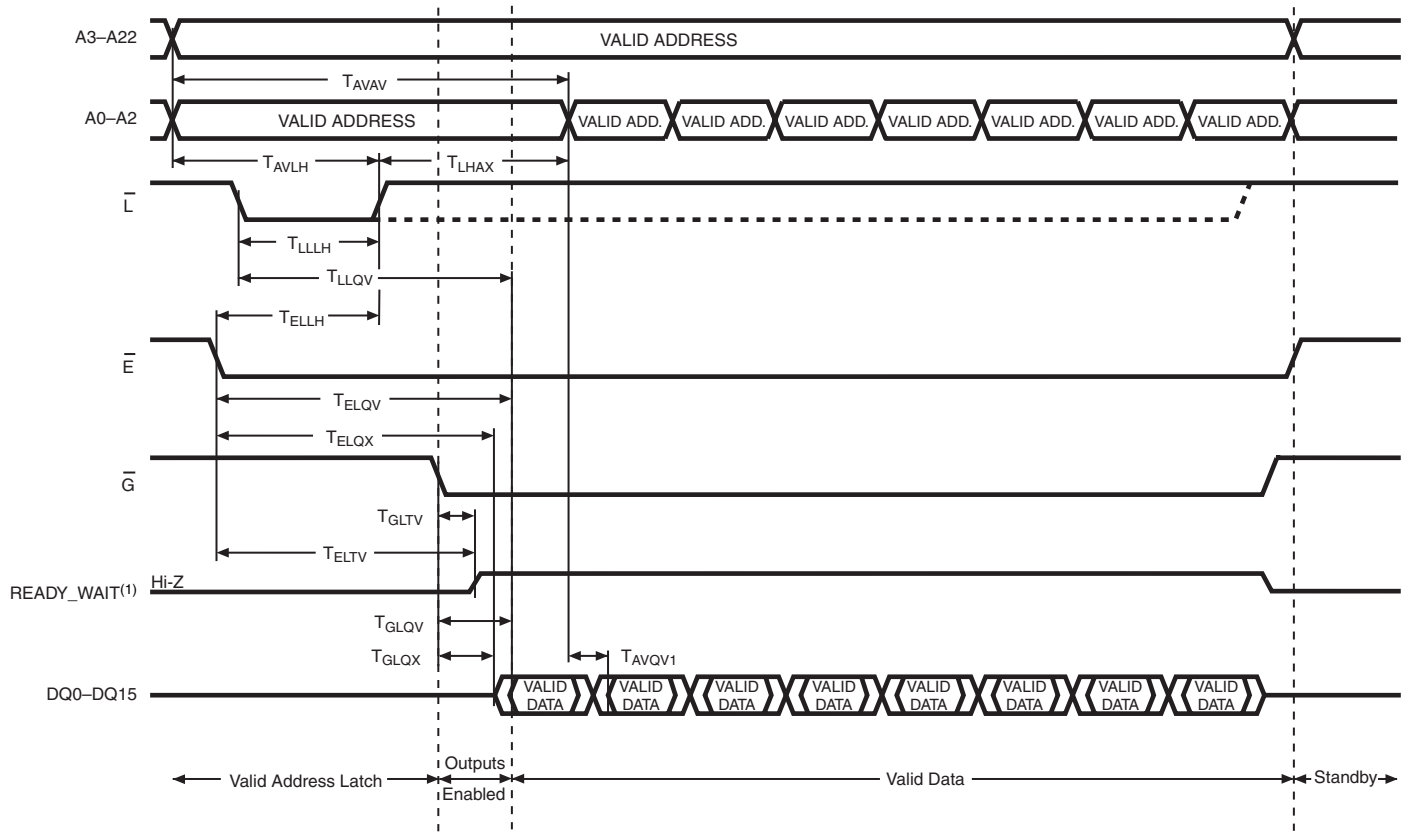 A3–A22
VALID ADDRESS
TAVAV
A0–A2
VALID ADDRESS
VALID ADD.
VALID ADD.
VALID ADD.
VALID ADD.
VALID ADD.
VALID ADD.
VALID ADD.
TAVLH
TLHAX
L
TLLLH
TLLQV
TELLH
E
TELQV
TELQX
G
TGLTV
TELTV
READY_WAIT(1)
Hi-Z
TGLQV
TGLQX
TAVQV1
DQ0–DQ15
VALID DATA
VALID DATA
VALID DATA
VALID DATA
VALID DATA
VALID DATA
VALID DATA
VALID DATA
Valid Address Latch
Outputs
Enabled
Valid Data
Standby